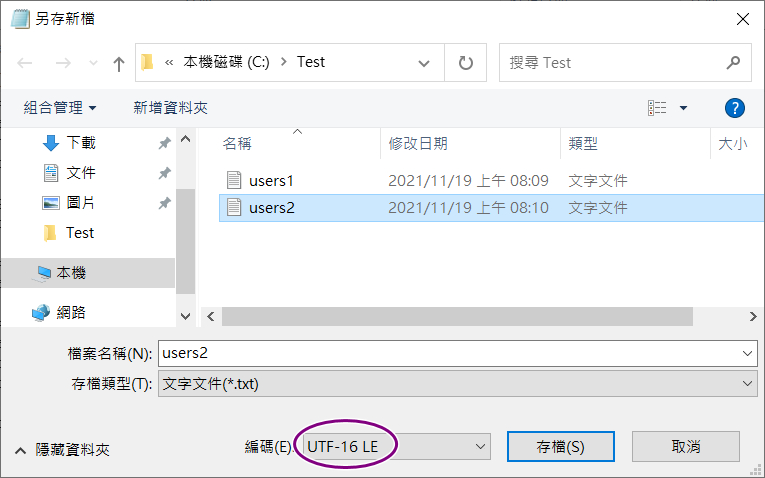 另存新檔
« 本機磁碟 (C:) › Test
搜尋 Test
組合管理
新增資料夾
下載
文件
圖片
Test
本機
網路
名稱 修改日期 類型 大小
users1 2021/11/19 上午 08:09 文字文件
users2 2021/11/19 上午 08:10 文字文件
檔案名稱(N): users2
存檔類型(T): 文字文件(*.txt)
隱藏資料夾
編碼(E): UTF-16 LE
存檔(S)
取消